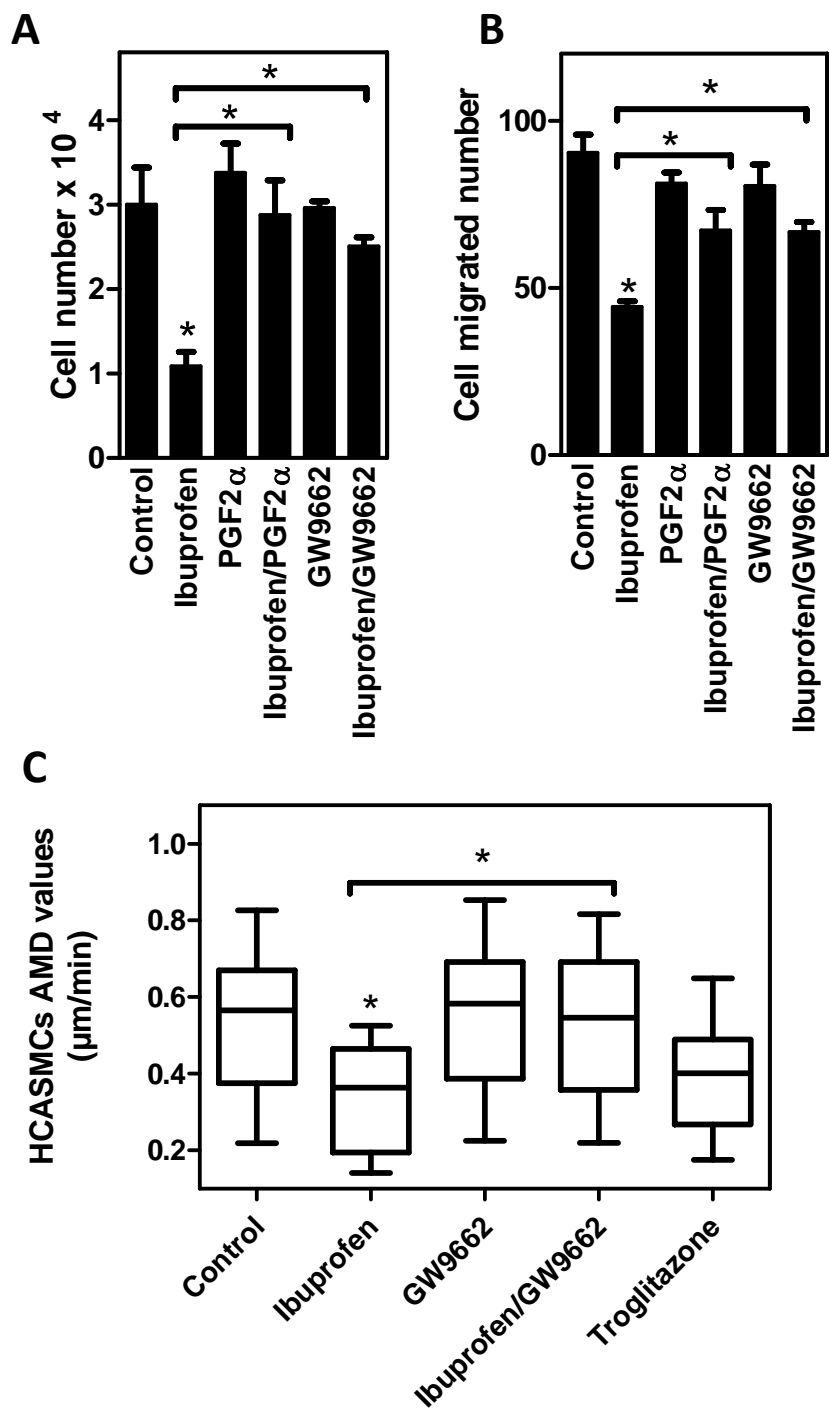 A
Cell number x 10 4
4
3
2
1
0
*
*
*
Control
Ibuprofen
PGF2α
Ibuprofen/PGF2α
GW9662
Ibuprofen/GW9662
B
Cell migrated number
100
50
0
*
*
*
Control
Ibuprofen
PGF2α
Ibuprofen/PGF2α
GW9662
Ibuprofen/GW9662
C
HCASMCs AMD values
(µm/min)
1.0
0.8
0.6
0.4
0.2
*
*
Control
Ibuprofen
GW9662
Ibuprofen/GW9662
Troglitazone